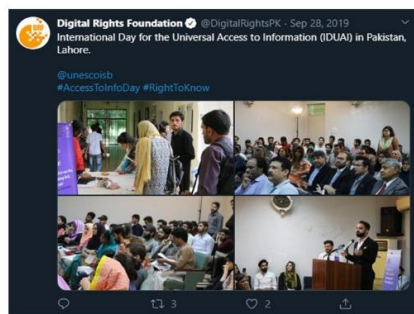 Digital Rights Foundation @DigitalRightsPK · Sep 28, 2019
International Day for the Universal Access to Information (IDUAI) in Pakistan,
Lahore.
@unescoisb
#AccessToInfoDay #RightToKnow
3
2